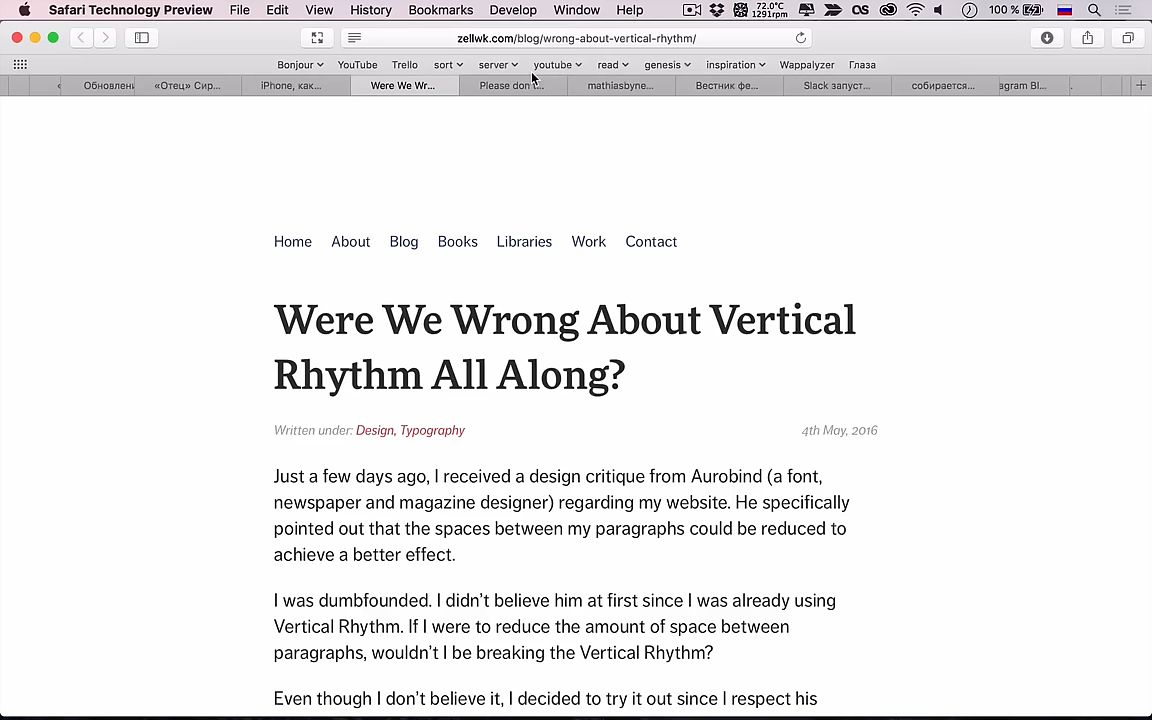 Safari Technology Preview File Edit View History Bookmarks Develop Window Help 72.0°C 1291rpm 100 %
zellwk.com/blog/wrong-about-vertical-rhythm/
Bonjour YouTube Trello sort server youtube read genesis inspiration Wappalyzer Глаза
Обновлени «Отец» Сир... iPhone, как... Were We Wr... Please don't... mathiasbyne... Вестник фе... Slack запуст... собирается... agram Bl...
Home About Blog Books Libraries Work Contact
Were We Wrong About Vertical
Rhythm All Along?
Written under: Design, Typography 4th May, 2016
Just a few days ago, I received a design critique from Aurobind (a font,
newspaper and magazine designer) regarding my website. He specifically
pointed out that the spaces between my paragraphs could be reduced to
achieve a better effect.
I was dumbfounded. I didn't believe him at first since I was already using
Vertical Rhythm. If I were to reduce the amount of space between
paragraphs, wouldn't I be breaking the Vertical Rhythm?
Even though I don't believe it, I decided to try it out since I respect his